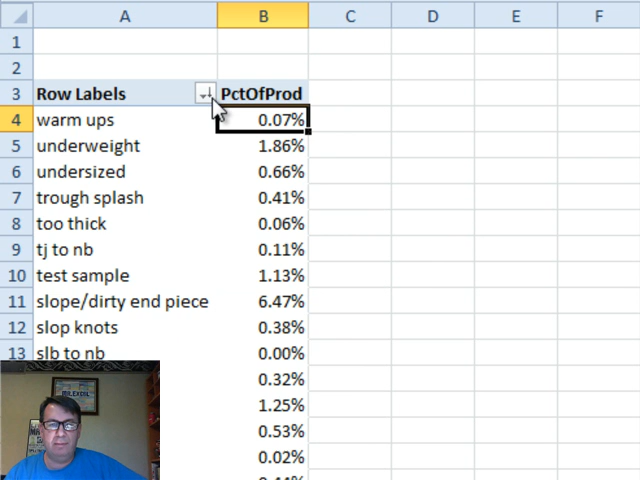 A B C D E F
1
2
3 Row Labels PctOfProd
4 warm ups 0.07%
5 underweight 1.86%
6 undersized 0.66%
7 trough splash 0.41%
8 too thick 0.06%
9 tj to nb 0.11%
10 test sample 1.13%
11 slope/dirty end piece 6.47%
12 slop knots 0.38%
13 slb to nb 0.00%
0.32%
1.25%
0.53%
0.02%
MR.EXCEL